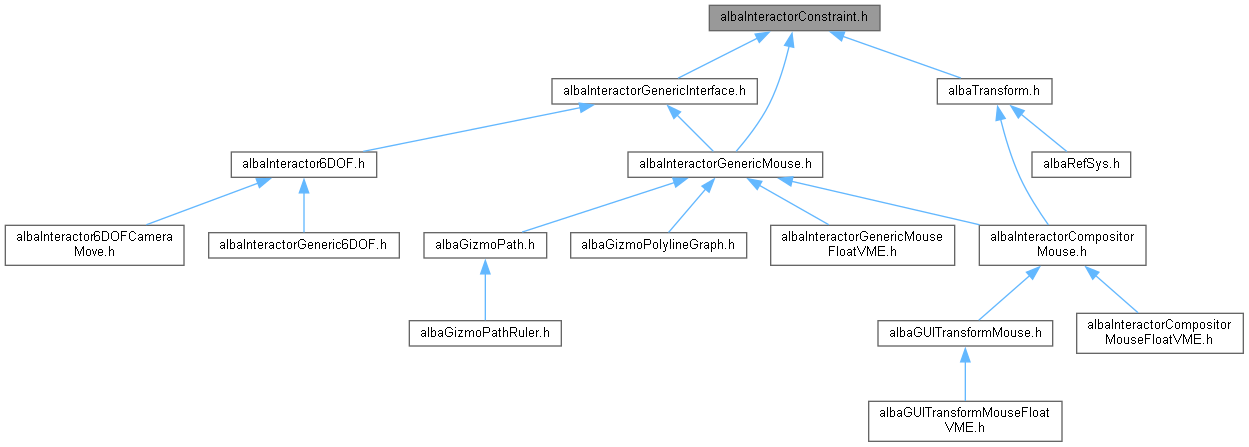 albaInteractorConstraint.h
albaInteractorGenericInterface.h
albaTransform.h
albaInteractor6DOF.h
albaInteractorGenericMouse.h
albaRefSys.h
albaInteractor6DOFCamera
Move.h
albaInteractorGeneric6DOF.h
albaGizmoPath.h
albaGizmoPolylineGraph.h
albaInteractorGenericMouse
FloatVME.h
albaInteractorCompositor
Mouse.h
albaGizmoPathRuler.h
albaGUITransformMouse.h
albaInteractorCompositor
MouseFloatVME.h
albaGUITransformMouseFloat
VME.h